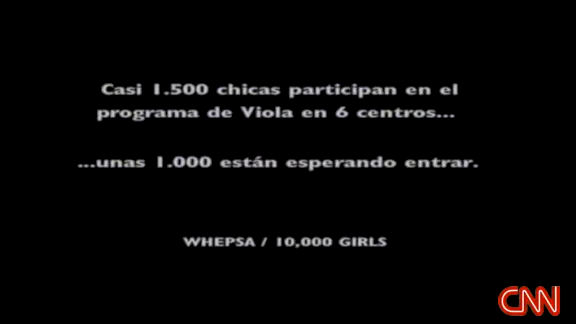 Casi 1.500 chicas participan en el
programa de Viola en 6 centros...
...unas 1.000 están esperando entrar.
WHEPSA / 10,000 GIRLS
CNN